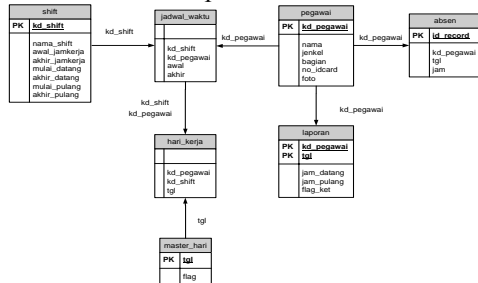 shift
PK kd_shift
nama_shift
awal_jamkerja
akhir_jamkerja
mulai_datang
akhir_datang
mulai_pulang
akhir_pulang
kd_shift
jadwal_waktu
kd_shift
kd_pegawai
awal
akhir
kd_pegawai
pegawai
PK kd_pegawai
nama
jenkel
bagian
no_idcard
foto
kd_pegawai
absen
PK id_record
kd_pegawai
tgl
jam
kd_shift
kd_pegawai
kd_pegawai
hari_kerja
kd_pegawai
kd_shift
tgl
laporan
PK kd_pegawai
PK tgl
jam_datang
jam_pulang
flag_ket
tgl
master_hari
PK tgl
flag